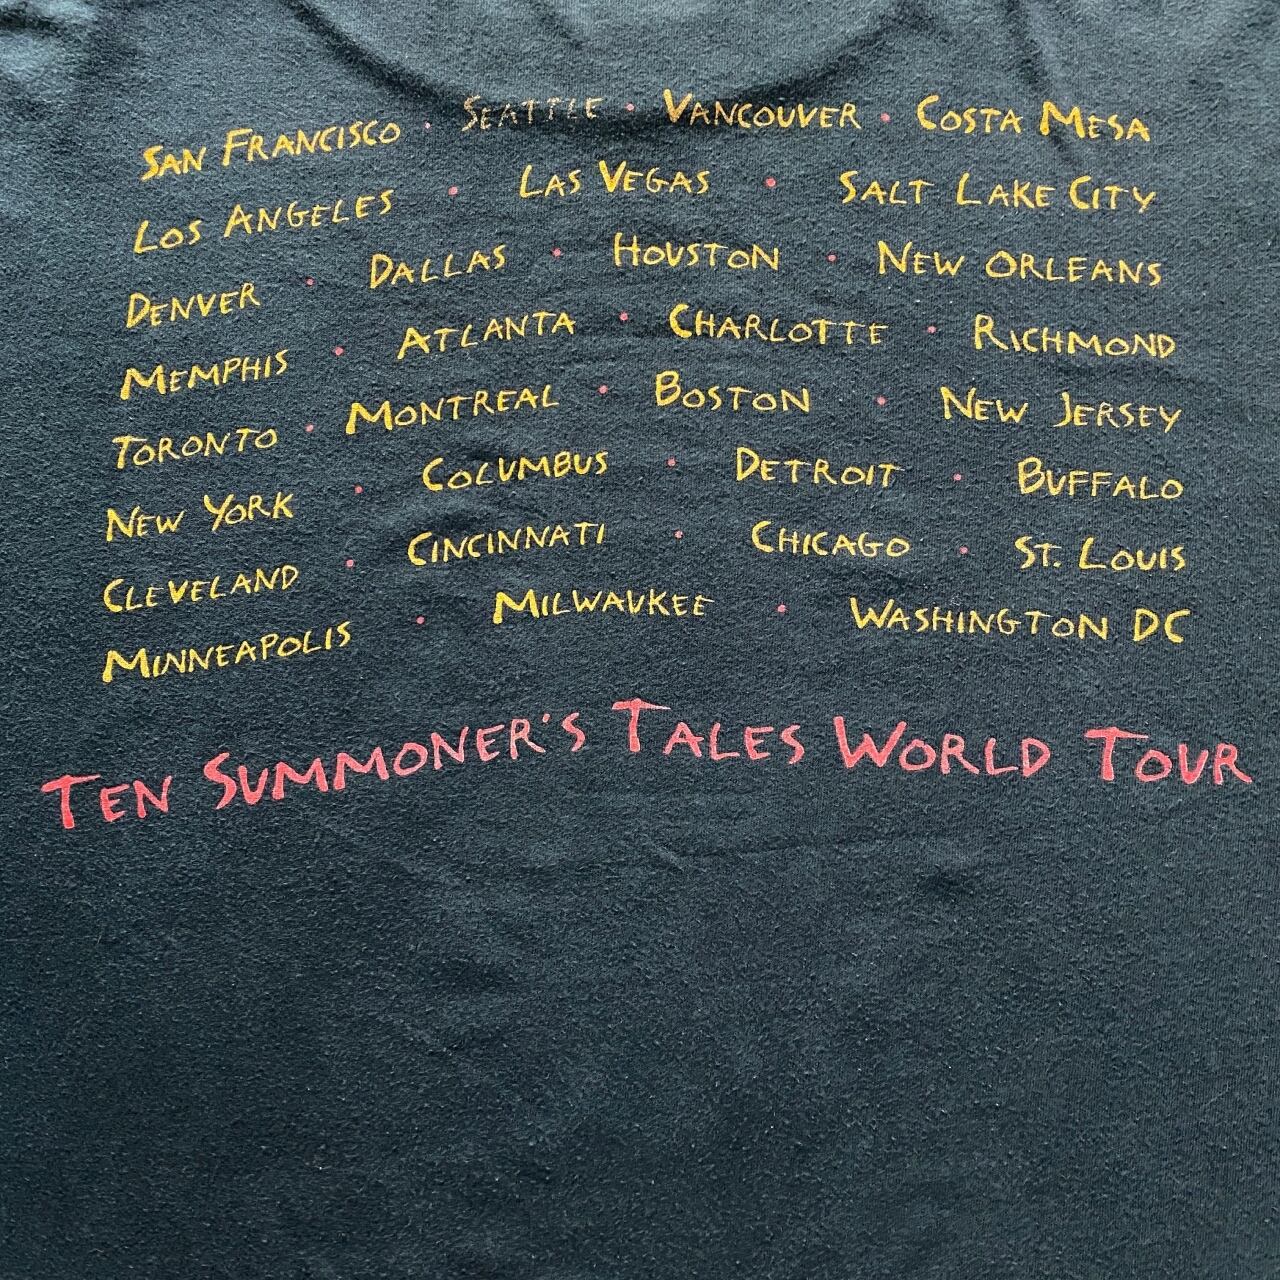 San Francisco • Seattle • Vancouver • Costa Mesa
Los Angeles • Las Vegas • Salt Lake City
Denver • Dallas • Houston • New Orleans
Memphis • Atlanta • Charlotte • Richmond
Toronto • Montreal • Boston • New Jersey
New York • Columbus • Detroit • Buffalo
Cleveland • Cincinnati • Chicago • St. Louis
Minneapolis • Milwaukee • Washington DC
Ten Summoner's Tales World Tour